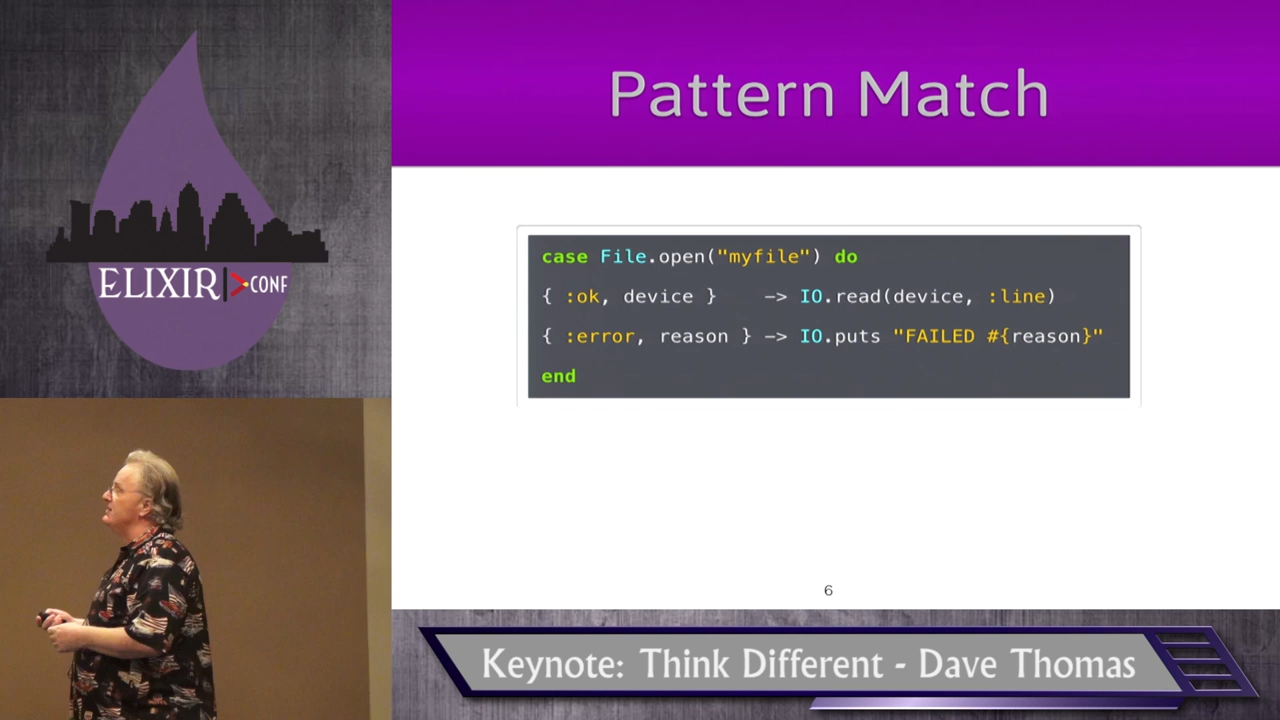 Pattern Match
ELIXIR CONF
case File.open("myfile") do
{ :ok, device }    -> IO.read(device, :line)
{ :error, reason } -> IO.puts "FAILED #{reason}"
end
6
Keynote: Think Different - Dave Thomas